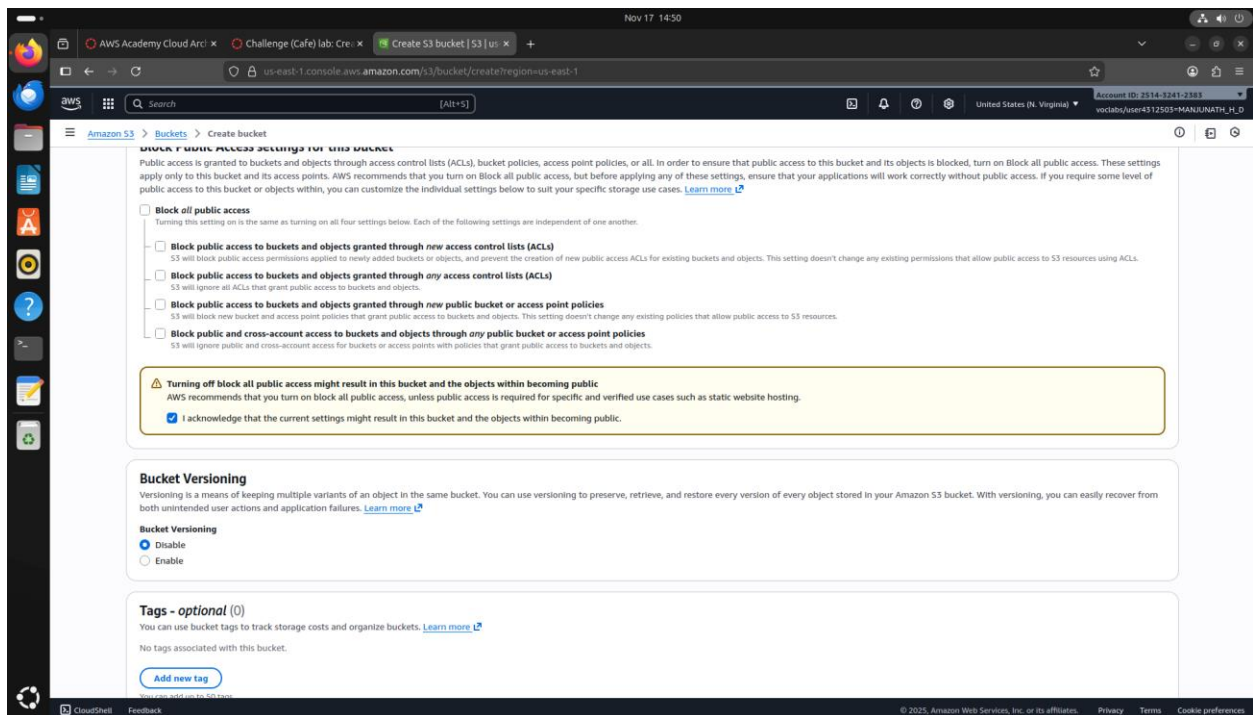 Nov 17 14:50
AWS Academy Cloud Arcl ×
Challenge (Cafe) lab: Cre ×
Create S3 bucket | S3 | us- ×
us-east-1.console.aws.amazon.com/s3/bucket/create?region=us-east-1
aws
Search
[Alt+S]
United States (N. Virginia)
Account ID: 2514-3241-2383
voclabs/user4312503=MANJUNATH_H_D
Amazon S3 > Buckets > Create bucket
Block Public Access settings for this bucket
Public access is granted to buckets and objects through access control lists (ACLs), bucket policies, access point policies, or all. In order to ensure that public access to this bucket and its objects is blocked, turn on Block all public access. These settings
apply only to this bucket and its access points. AWS recommends that you turn on Block all public access, but before applying any of these settings, ensure that your applications will work correctly without public access. If you require some level of
public access to this bucket or objects within, you can customize the individual settings below to suit your specific storage use cases. Learn more
Block all public access
Turning this setting on is the same as turning on all four settings below. Each of the following settings are independent of one another.
Block public access to buckets and objects granted through new access control lists (ACLs)
S3 will block public access permissions applied to newly added buckets or objects, and prevent the creation of new public access ACLs for existing buckets and objects. This setting doesn't change any existing permissions that allow public access to S3 resources using ACLs.
Block public access to buckets and objects granted through any access control lists (ACLs)
S3 will ignore all ACLs that grant public access to buckets and objects.
Block public access to buckets and objects granted through new public bucket or access point policies
S3 will block new bucket and access point policies that grant public access to buckets and objects. This setting doesn't change any existing policies that allow public access to S3 resources.
Block public and cross-account access to buckets and objects through any public bucket or access point policies
S3 will ignore public and cross-account access for buckets or access points with policies that grant public access to buckets and objects.
Turning off block all public access might result in this bucket and the objects within becoming public
AWS recommends that you turn on block all public access, unless public access is required for specific and verified use cases such as static website hosting.
I acknowledge that the current settings might result in this bucket and the objects within becoming public.
Bucket Versioning
Versioning is a means of keeping multiple variants of an object in the same bucket. You can use versioning to preserve, retrieve, and restore every version of every object stored in your Amazon S3 bucket. With versioning, you can easily recover from
both unintended user actions and application failures. Learn more
Bucket Versioning
Disable
Enable
Tags - optional (0)
You can use bucket tags to track storage costs and organize buckets. Learn more
No tags associated with this bucket.
Add new tag
You can add up to 50 tags.
CloudShell
Feedback
© 2025, Amazon Web Services, Inc. or its affiliates.
Privacy
Terms
Cookie preferences